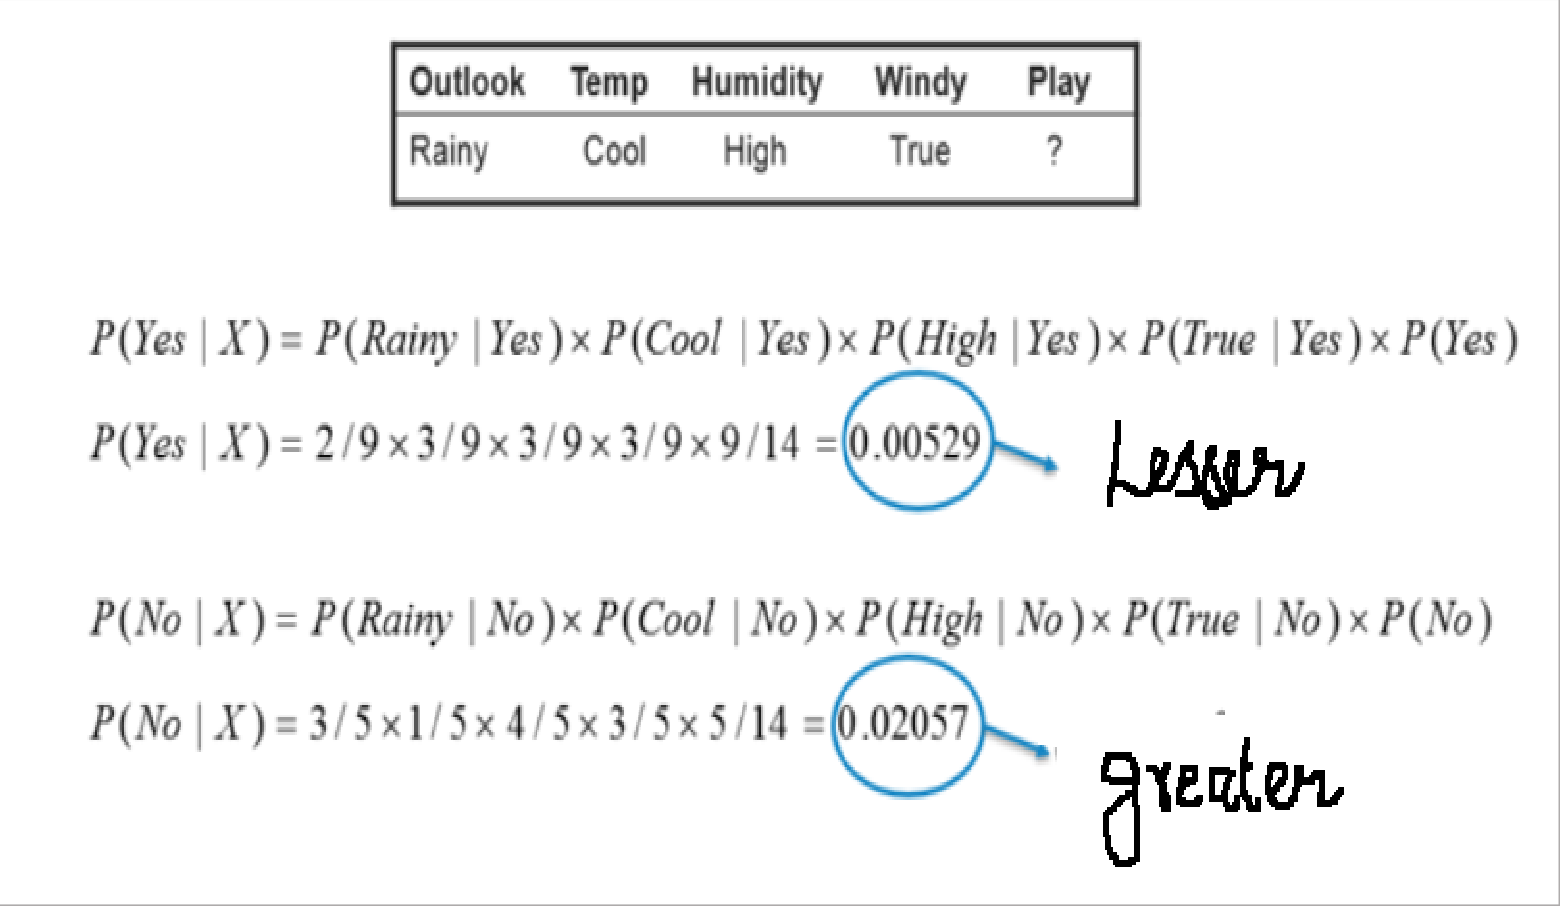 Outlook Temp Humidity Windy Play
Rainy Cool High True ?
P(Yes | X) = P(Rainy | Yes) × P(Cool | Yes) × P(High | Yes) × P(True | Yes) × P(Yes)
P(Yes | X) = 2/9 × 3/9 × 3/9 × 3/9 × 9/14 = 0.00529
Lesser
P(No | X) = P(Rainy | No) × P(Cool | No) × P(High | No) × P(True | No) × P(No)
P(No | X) = 3/5 × 1/5 × 4/5 × 3/5 × 5/14 = 0.02057
greater